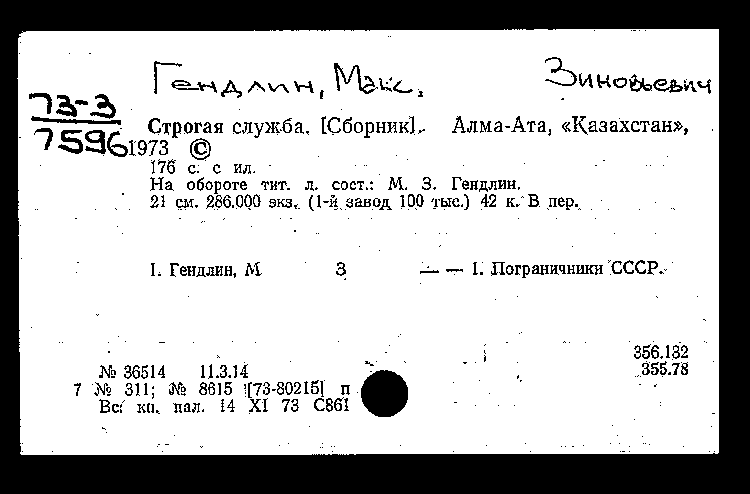 Гендлин, Макс. Зиновьевич
73-3
7596
Строгая служба. [Сборник]. Алма-Ата, «Казахстан»,
1973 ©
176 с. с ил.
На обороте тит. л. сост.: М. З. Гендлин.
21 см. 286.000 экз. (1-й завод 100 тыс.) 42 к. В пер.
I. Гендлин, М З — — 1. Пограничники СССР.
356.132
№ 36514 11.3.14 355.78
7 № 311; № 8615 [73-80215[ п
Вс. кн. пал. 14 XI 73 С861